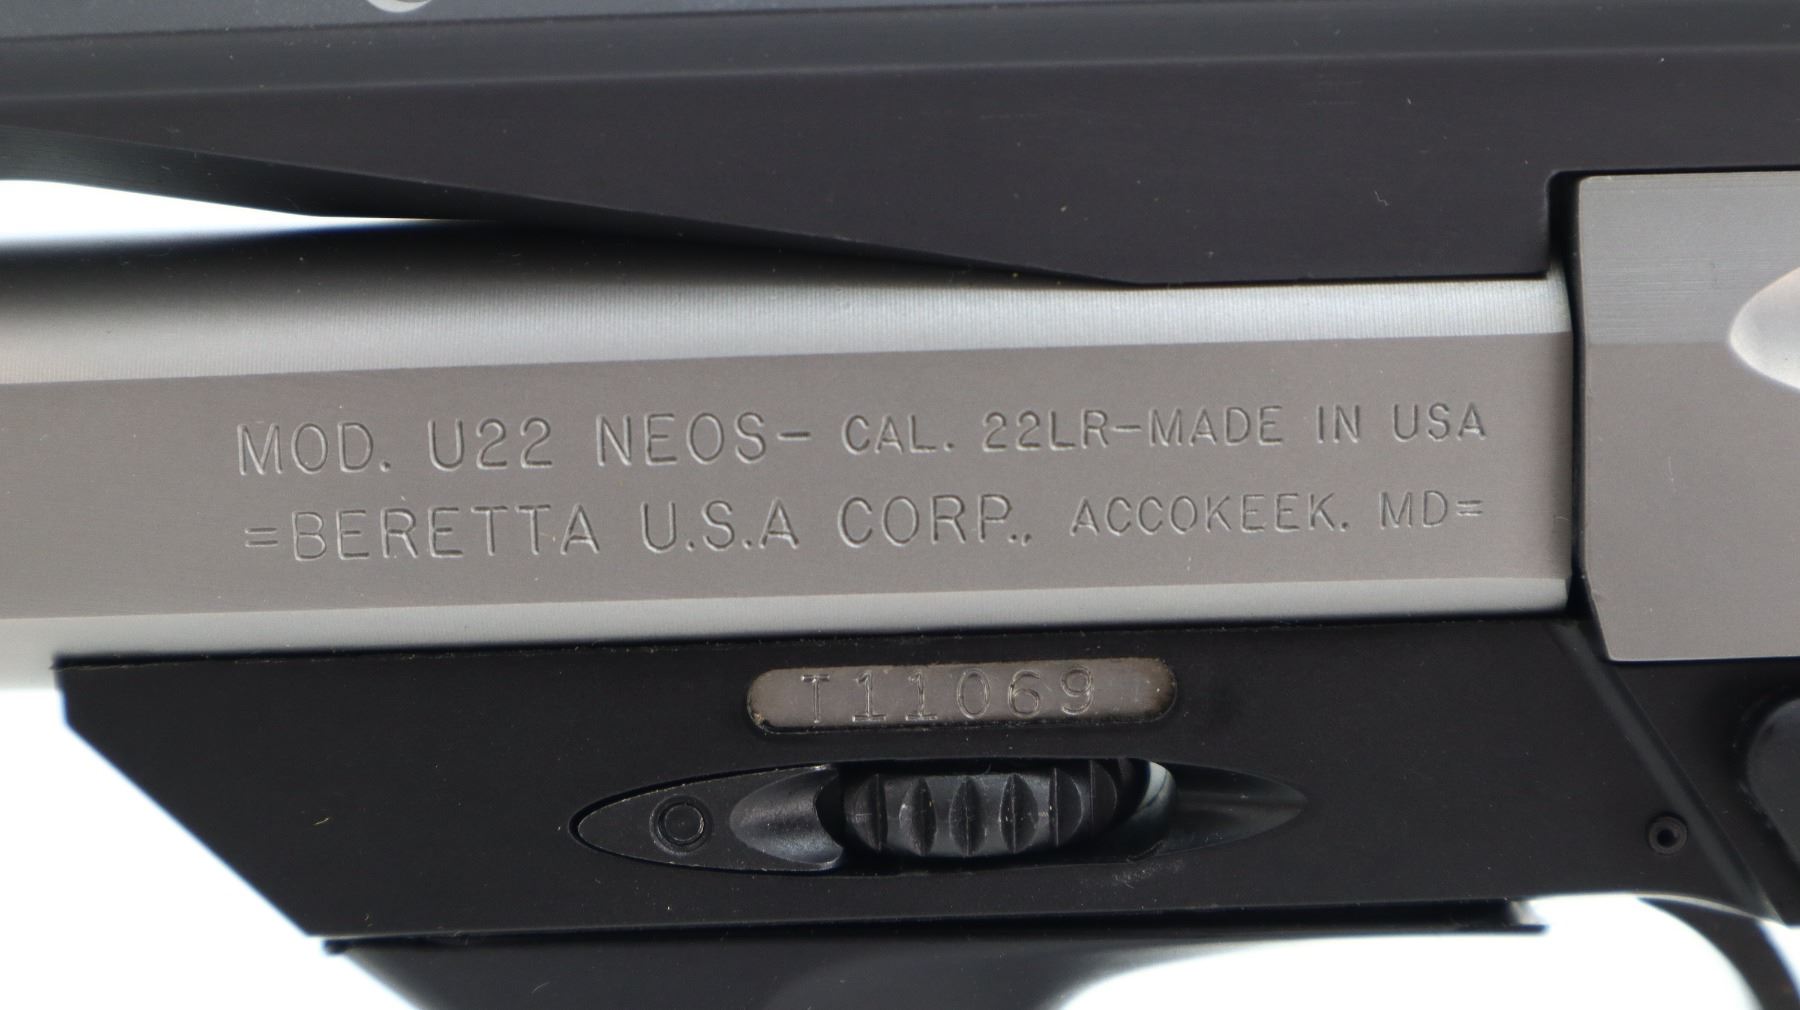 MOD. U22 NEOS- CAL. 22LR-MADE IN USA
=BERETTA U.S.A CORP., ACCOKEEK. MD=
T11069